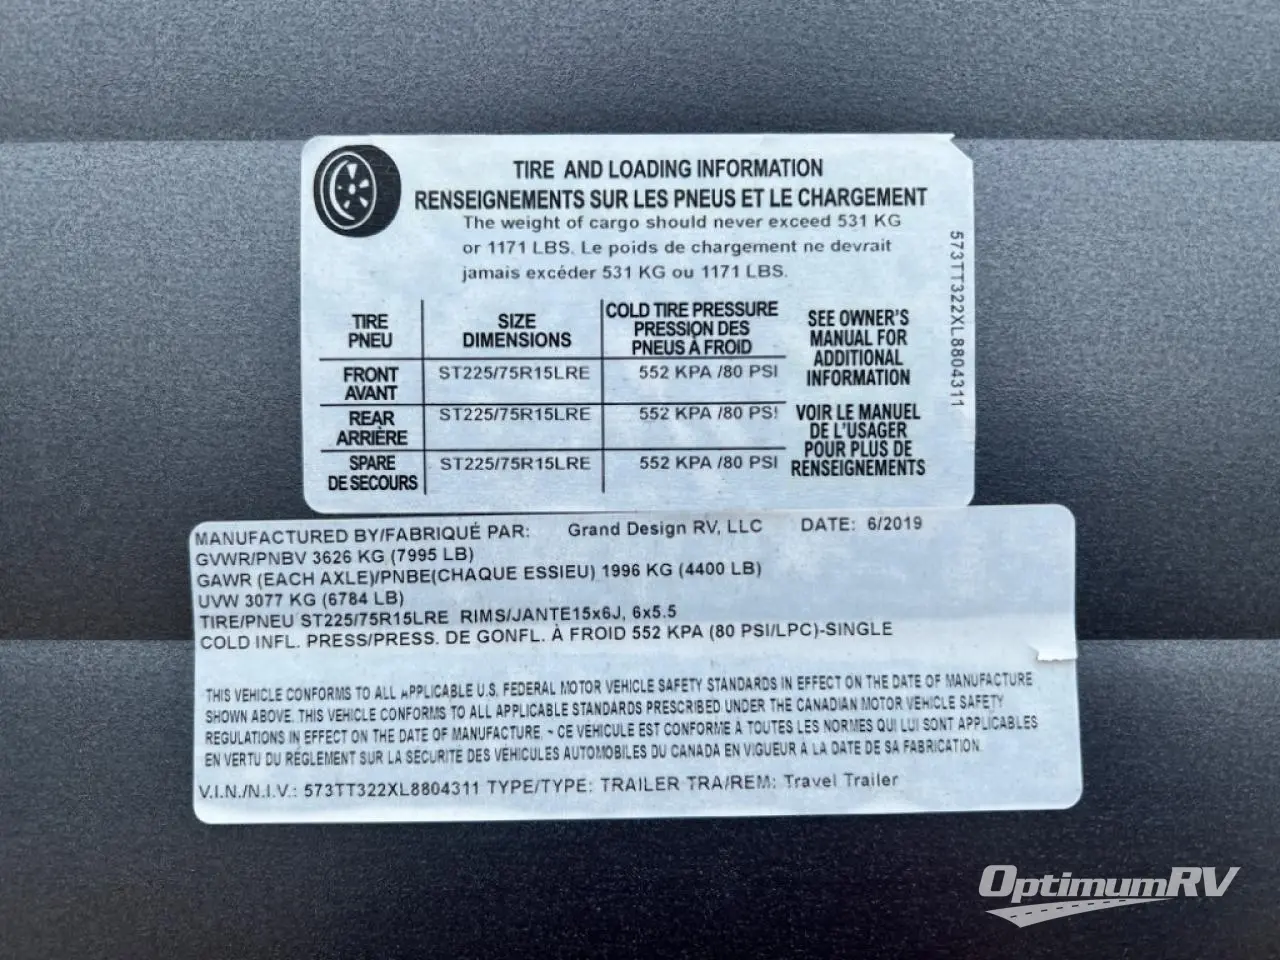 TIRE AND LOADING INFORMATION
RENSEIGNEMENTS SUR LES PNEUS ET LE CHARGEMENT
The weight of cargo should never exceed 531 KG
or 1171 LBS. Le poids de chargement ne devrait
jamais excéder 531 KG ou 1171 LBS.
TIRE
PNEU
SIZE
DIMENSIONS
COLD TIRE PRESSURE
PRESSION DES
PNEUS À FROID
FRONT
AVANT
ST225/75R15LRE
552 KPA /80 PSI
REAR
ARRIÈRE
ST225/75R15LRE
552 KPA /80 PSI
SPARE
DE SECOURS
ST225/75R15LRE
552 KPA /80 PSI
SEE OWNER'S
MANUAL FOR
ADDITIONAL
INFORMATION
VOIR LE MANUEL
DE L'USAGER
POUR PLUS DE
RENSEIGNEMENTS
573TT322XL8804311
MANUFACTURED BY/FABRIQUÉ PAR: Grand Design RV, LLC DATE: 6/2019
GVWR/PNBV 3626 KG (7995 LB)
GAWR (EACH AXLE)/PNBE(CHAQUE ESSIEU) 1996 KG (4400 LB)
UVW 3077 KG (6784 LB)
TIRE/PNEU ST225/75R15LRE RIMS/JANTE15x6J, 6x5.5
COLD INFL. PRESS/PRESS. DE GONFL. À FROID 552 KPA (80 PSI/LPC)-SINGLE
THIS VEHICLE CONFORMS TO ALL APPLICABLE U.S. FEDERAL MOTOR VEHICLE SAFETY STANDARDS IN EFFECT ON THE DATE OF MANUFACTURE
SHOWN ABOVE. THIS VEHICLE CONFORMS TO ALL APPLICABLE STANDARDS PRESCRIBED UNDER THE CANADIAN MOTOR VEHICLE SAFETY
REGULATIONS IN EFFECT ON THE DATE OF MANUFACTURE. - CE VÉHICULE EST CONFORME À TOUTES LES NORMES QUI LUI SONT APPLICABLES
EN VERTU DU RÉGLEMENT SUR LA SÉCURITÉ DES VÉHICULES AUTOMOBILES DU CANADA EN VIGUEUR À LA DATE DE SA FABRICATION.
V.I.N./N.I.V.: 573TT322XL8804311 TYPE/TYPE: TRAILER TRA/REM: Travel Trailer
OptimumRV